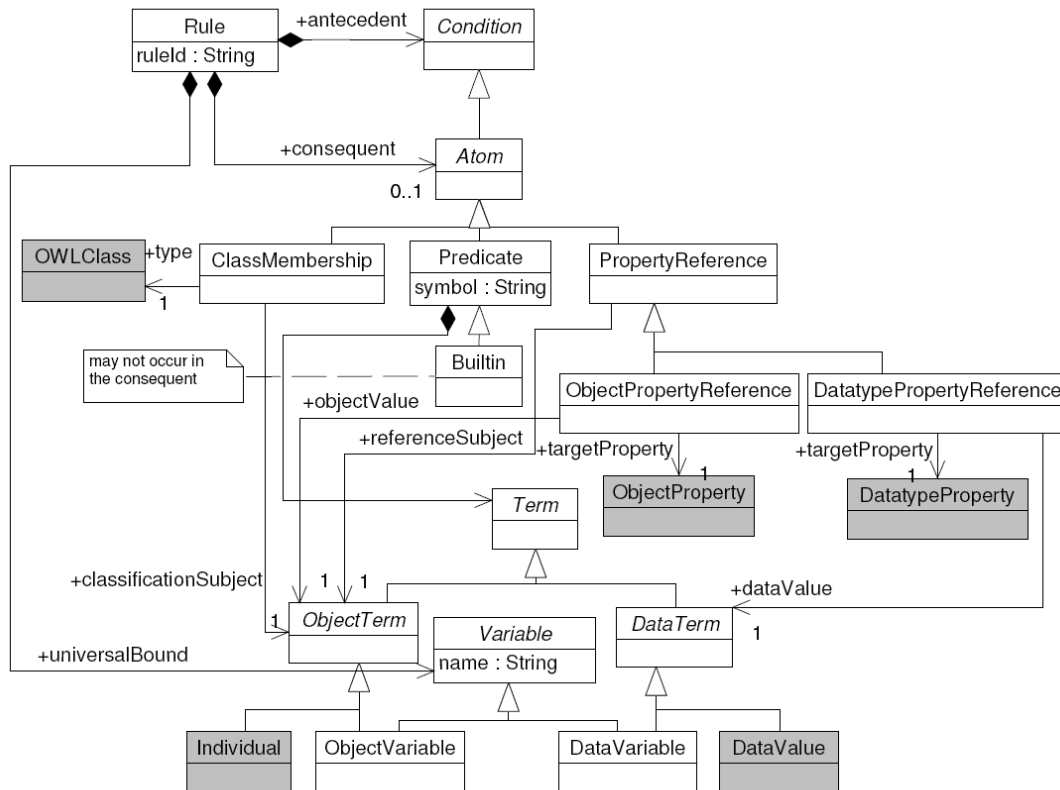 Rule
ruleId : String
+antecedent
Condition
+consequent
Atom
0..1
OWLClass
+type
1
ClassMembership
Predicate
symbol : String
PropertyReference
may not occur in
the consequent
Builtin
ObjectPropertyReference
DatatypePropertyReference
+objectValue
+referenceSubject
+targetProperty
1
+targetProperty
1
ObjectProperty
DatatypeProperty
Term
+classificationSubject
1
1
1
+dataValue
1
ObjectTerm
Variable
name : String
DataTerm
+universalBound
Individual
ObjectVariable
DataVariable
DataValue